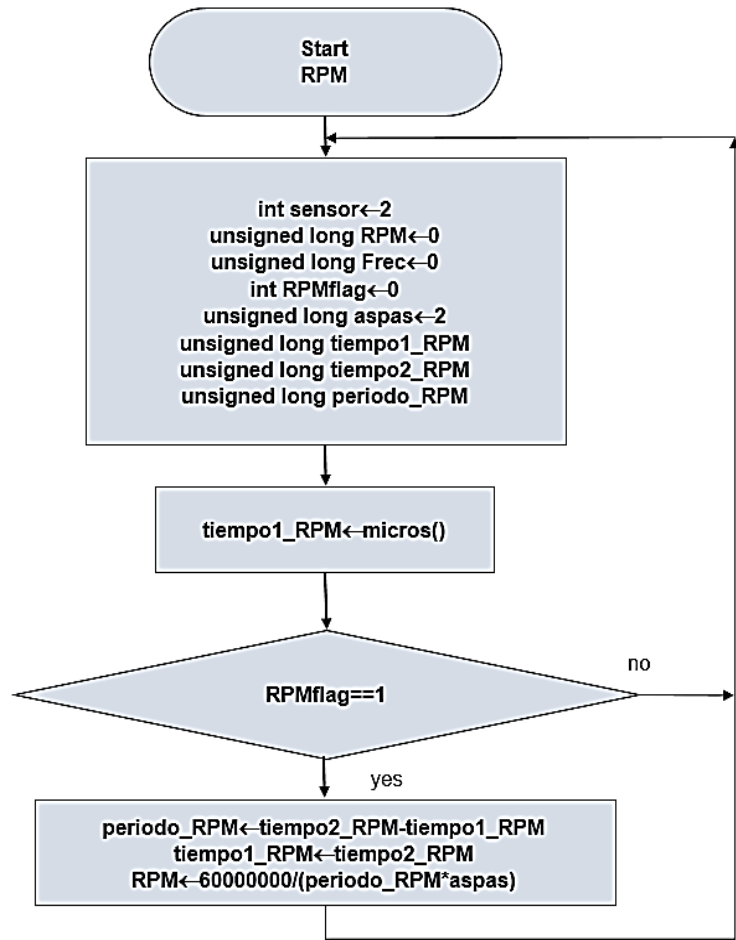 Start
RPM
int sensor←2
unsigned long RPM←0
unsigned long Frec←0
int RPMflag←0
unsigned long aspas←2
unsigned long tiempo1_RPM
unsigned long tiempo2_RPM
unsigned long periodo_RPM
tiempo1_RPM←micros()
RPMflag==1
no
yes
periodo_RPM←tiempo2_RPM-tiempo1_RPM
tiempo1_RPM←tiempo2_RPM
RPM←60000000/(periodo_RPM*aspas)